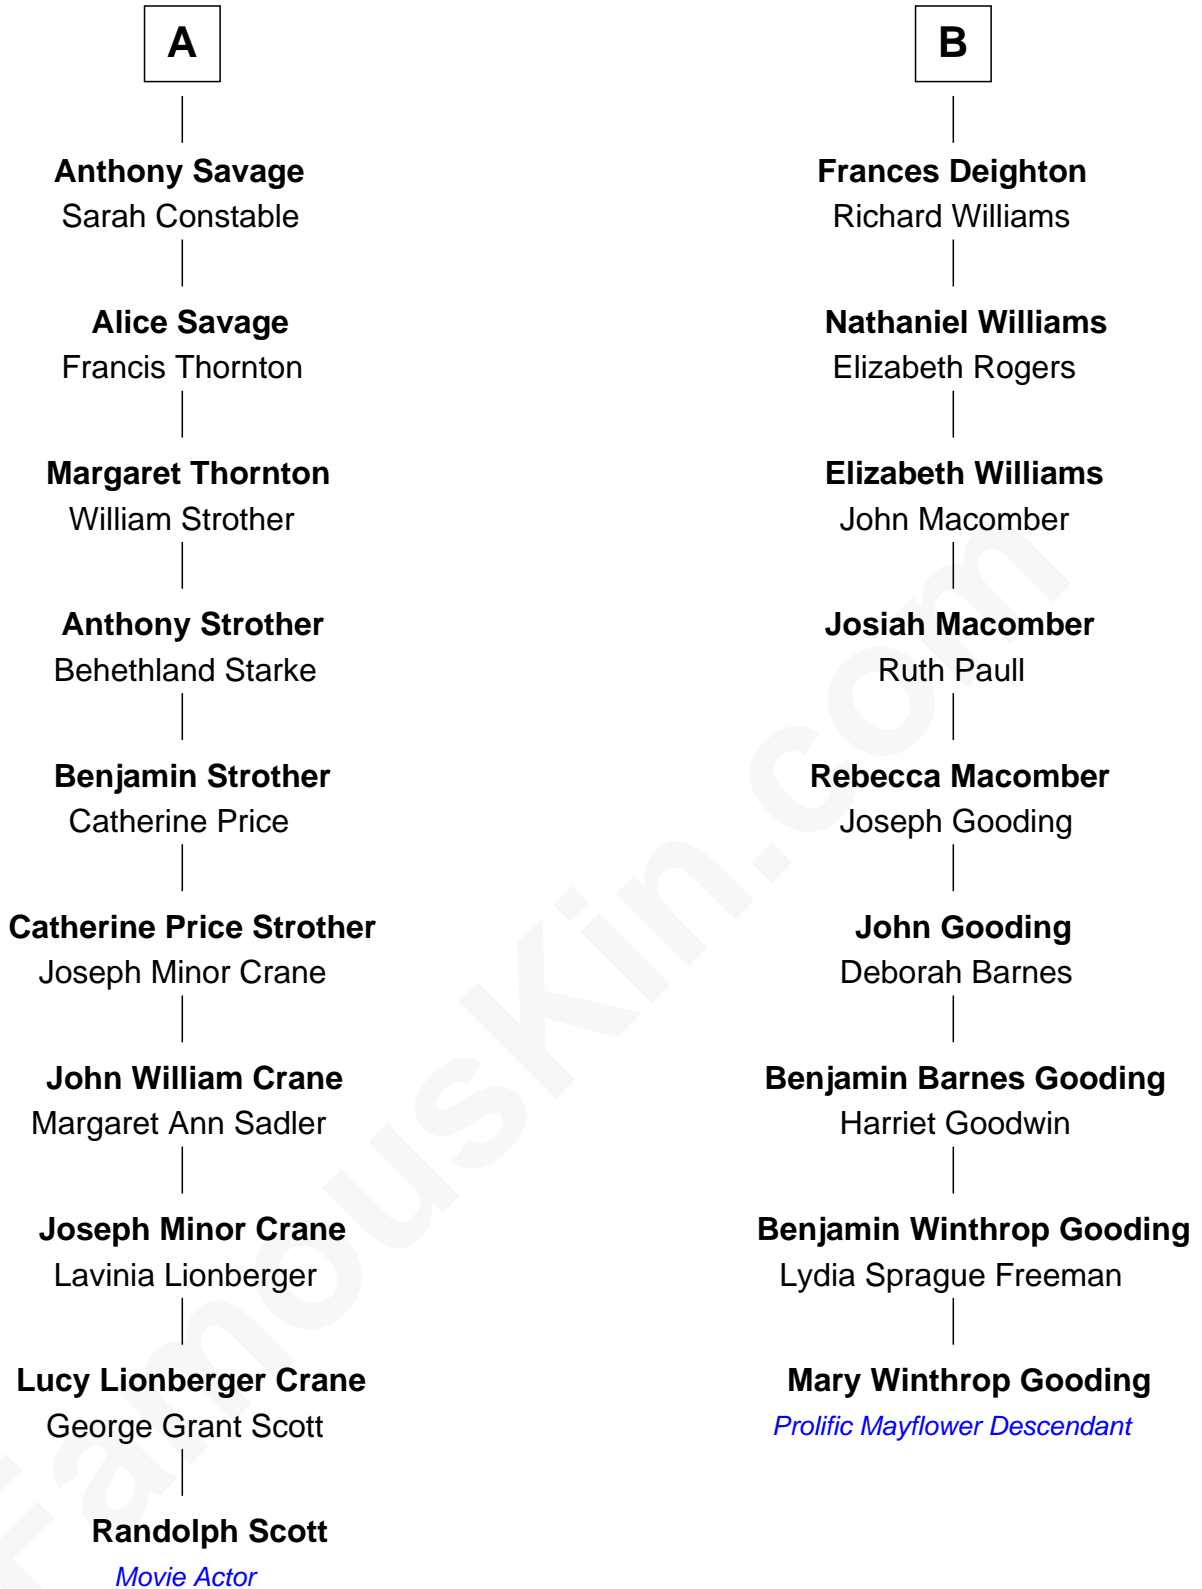 A
Anthony Savage
Sarah Constable
Alice Savage
Francis Thornton
Margaret Thornton
William Strother
Anthony Strother
Behethland Starke
Benjamin Strother
Catherine Price
Catherine Price Strother
Joseph Minor Crane
John William Crane
Margaret Ann Sadler
Joseph Minor Crane
Lavinia Lionberger
Lucy Lionberger Crane
George Grant Scott
Randolph Scott
Movie Actor
B
Frances Deighton
Richard Williams
Nathaniel Williams
Elizabeth Rogers
Elizabeth Williams
John Macomber
Josiah Macomber
Ruth Paull
Rebecca Macomber
Joseph Gooding
John Gooding
Deborah Barnes
Benjamin Barnes Gooding
Harriet Goodwin
Benjamin Winthrop Gooding
Lydia Sprague Freeman
Mary Winthrop Gooding
Prolific Mayflower Descendant
FamousKin.com